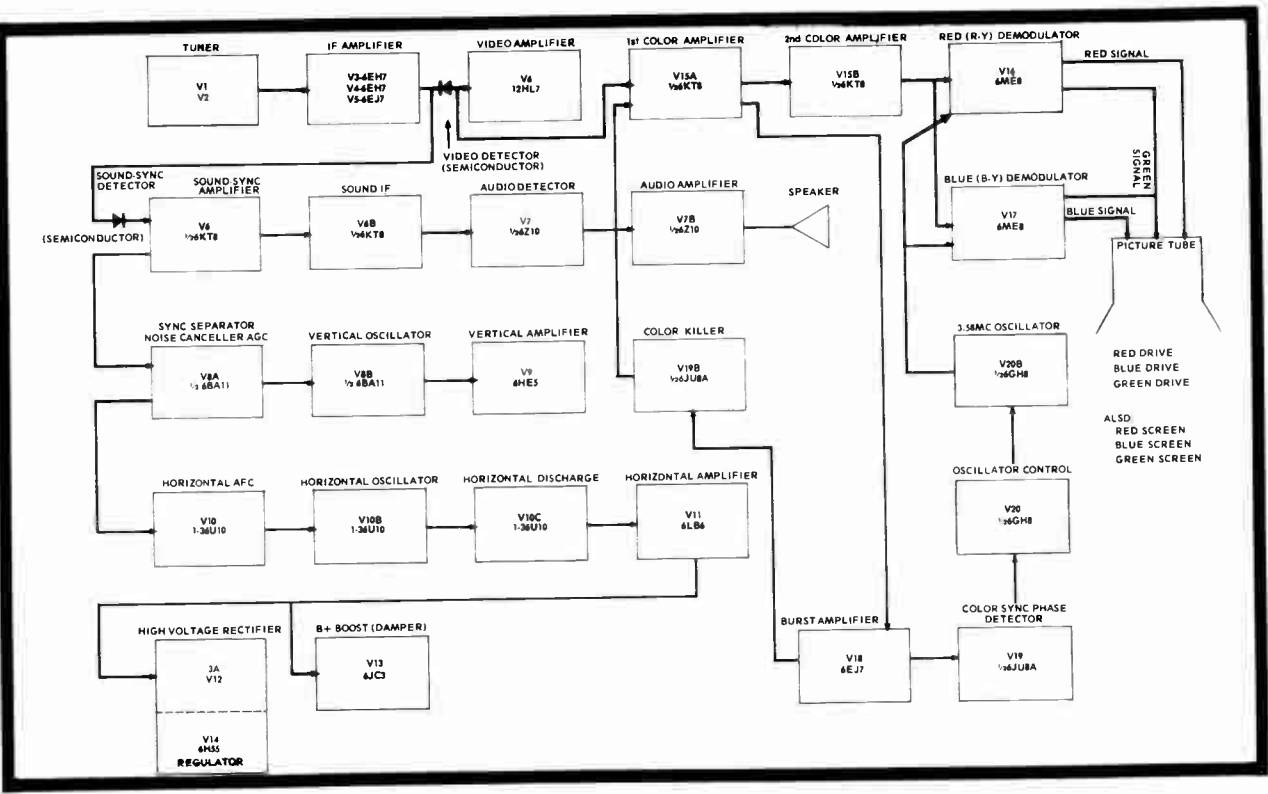 TUNER
V1
V2
IF AMPLIFIER
V3-6EH7
V4-6EH7
V5-6EJ7
VIDEO AMPLIFIER
V6
12HL7
1st COLOR AMPLIFIER
V15A
½6KT8
2nd COLOR AMPLIFIER
V15B
½6KT8
RED (R-Y) DEMODULATOR
V16
6ME8
RED SIGNAL
GREEN
SIGNAL
VIDEO DETECTOR
(SEMICONDUCTOR)
SOUND-SYNC
DETECTOR
(SEMICONDUCTOR)
SOUND-SYNC
AMPLIFIER
V6
½6KT8
SOUND IF
V6B
½6KT8
AUDIO DETECTOR
V7
½6Z10
AUDIO AMPLIFIER
V7B
½6Z10
SPEAKER
BLUE (B-Y) DEMODULATOR
V17
6ME8
BLUE SIGNAL
PICTURE TUBE
SYNC SEPARATOR
NOISE CANCELLER AGC
V8A
½ 6BA11
VERTICAL OSCILLATOR
V8B
½ 6BA11
VERTICAL AMPLIFIER
V9
6HE5
COLOR KILLER
V19B
½6JU8A
3.58MC OSCILLATOR
V20B
½6GH8
RED DRIVE
BLUE DRIVE
GREEN DRIVE
ALSO
RED SCREEN
BLUE SCREEN
GREEN SCREEN
HORIZONTAL AFC
V10
1-36U10
HORIZONTAL OSCILLATOR
V10B
1-36U10
HORIZONTAL DISCHARGE
V10C
1-36U10
HORIZONTAL AMPLIFIER
V11
6LB6
OSCILLATOR CONTROL
V20
½6GH8
HIGH VOLTAGE RECTIFIER
3A
V12
V14
6HS5
REGULATOR
B+ BOOST (DAMPER)
V13
6JC3
BURST AMPLIFIER
V18
6EJ7
COLOR SYNC PHASE
DETECTOR
V19
½6JU8A